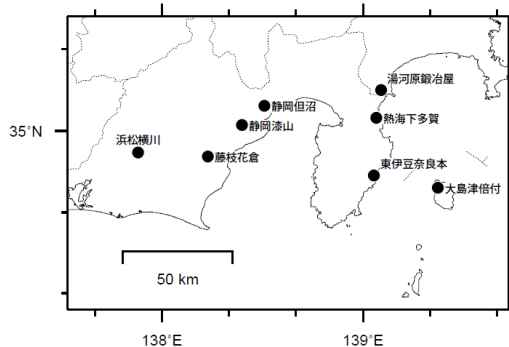 湯河原鍛冶屋
静岡但沼
熱海下多賀
静岡漆山
35°N
浜松横川
藤枝花倉
東伊豆奈良本
大島津倍付
50 km
138°E
139°E